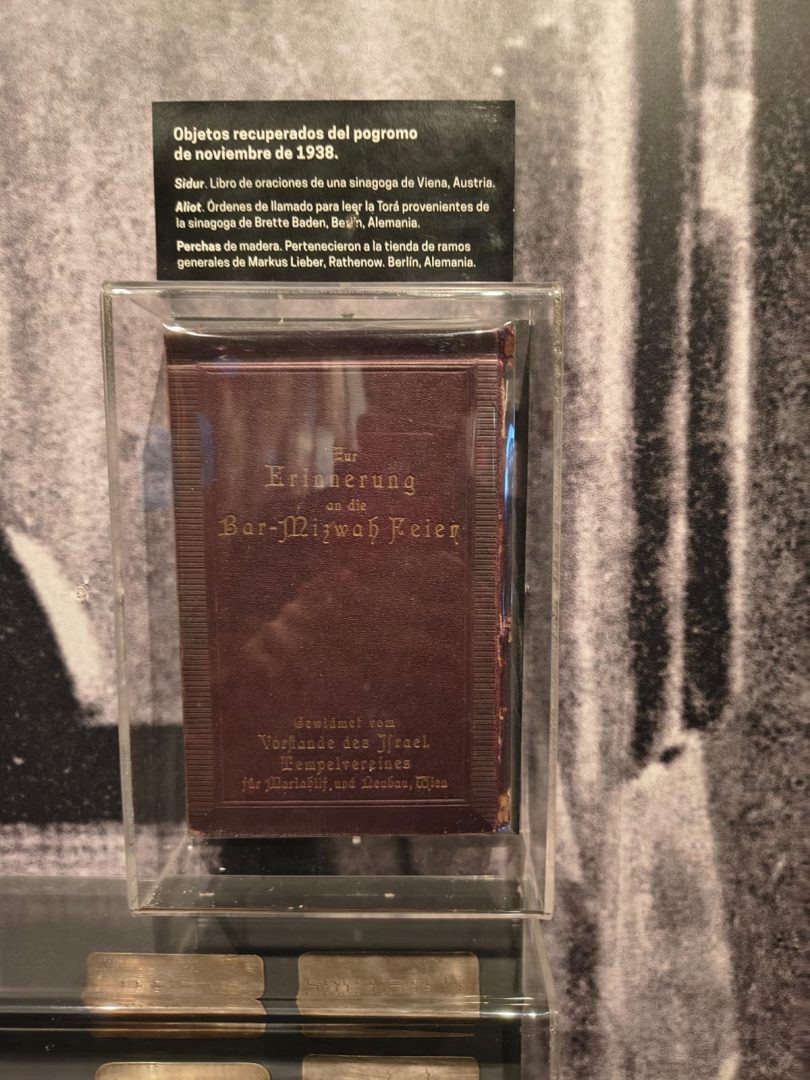 Objetos recuperados del pogromo
de noviembre de 1938.
Sidur. Libro de oraciones de una sinagoga de Viena, Austria.
Aliot. Órdenes de llamado para leer la Torá provenientes de
la sinagoga de Brette Baden, Berlín, Alemania.
Perchas de madera. Pertenecieron a la tienda de ramos
generales de Markus Lieber, Rathenow. Berlín, Alemania.
Zur
Erinnerung
an die
Bar-Mizwah Feier
Gewidmet vom
Vorstande des Israel.
Tempelvereines
für Mariahilf und Neubau, Wien